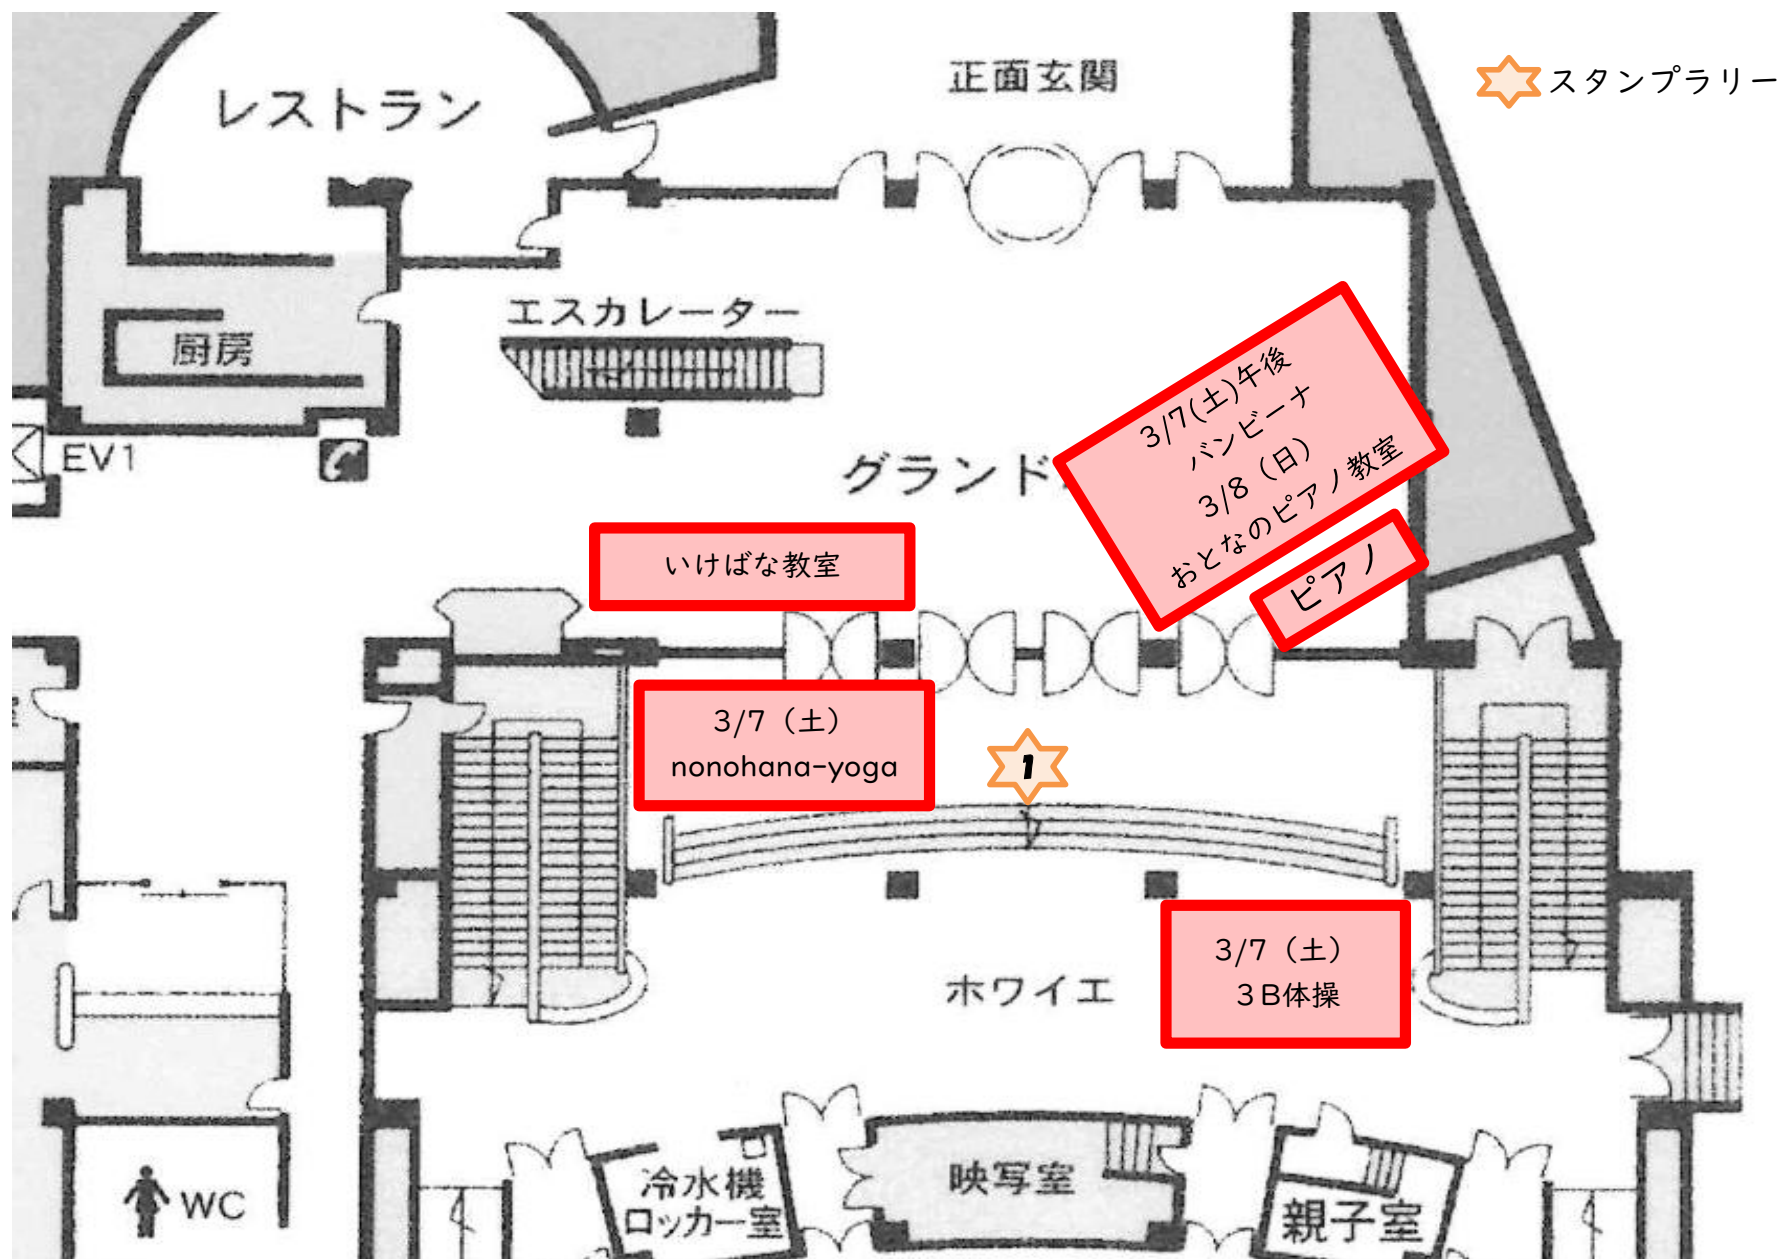 正面玄関
スタンプラリー
レストラン
エスカレーター
厨房
EV1
3/7(土)午後
バンビーナ
3/8（日）
おとなのピアノ教室
グランド
ピアノ
いけばな教室
3/7（土）
nonohana-yoga
1
3/7（土）
3B体操
ホワイエ
WC
冷水機
ロッカー室
映写室
親子室